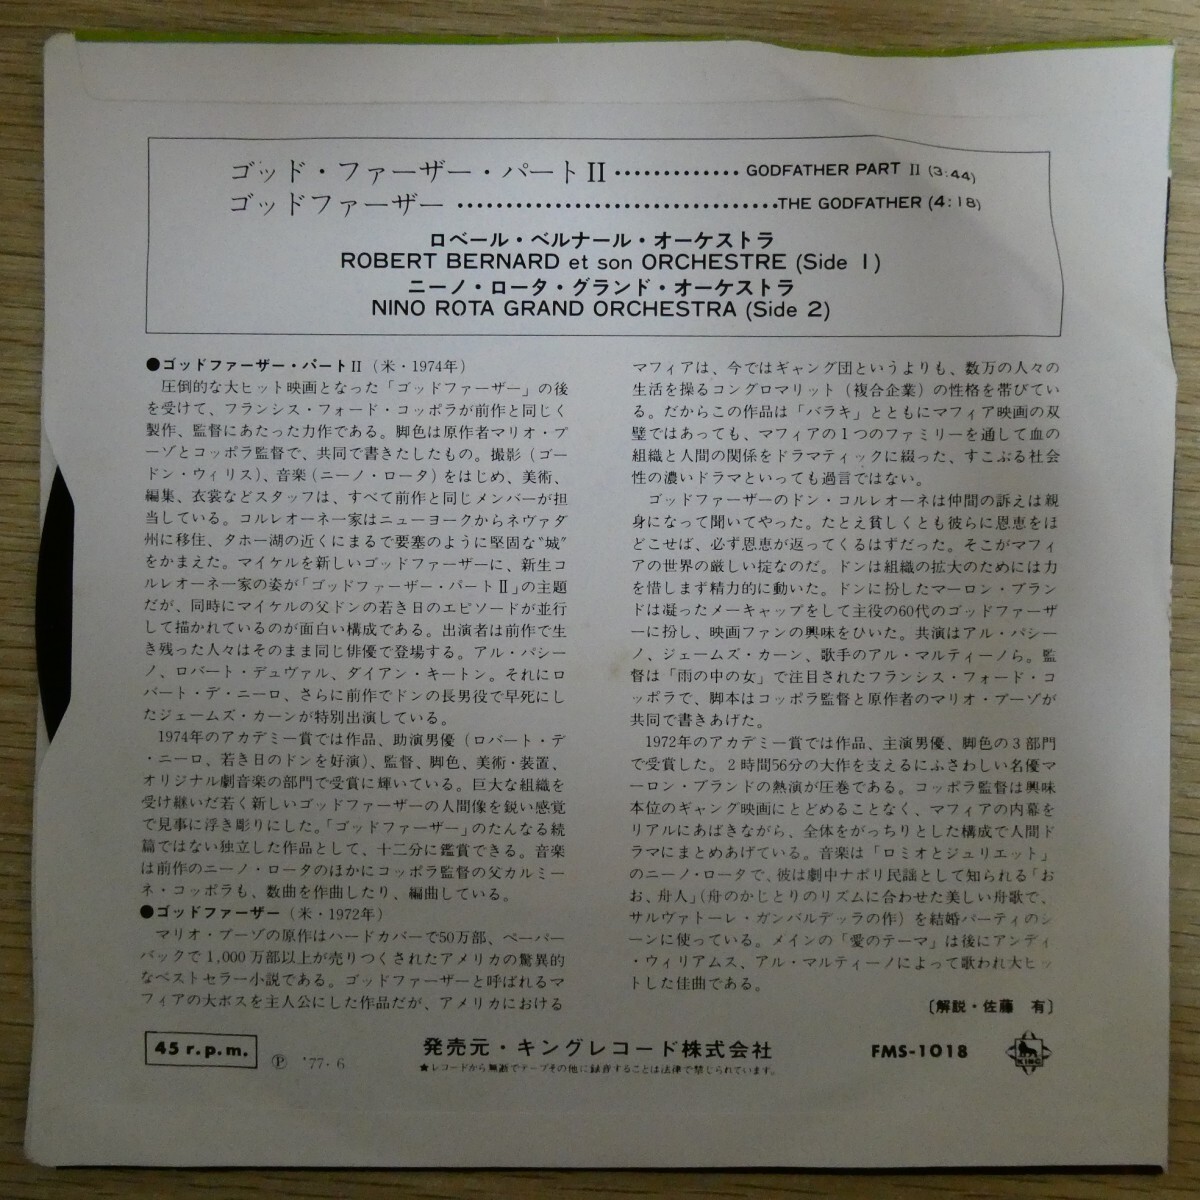 ゴッド・ファーザー・パートII ・・・・・・・・・・・・・ GODFATHER PART II (3:44)
ゴッドファーザー ・・・・・・・・・・・・・・・・・・・・・・・・・・・・・・・・・ THE GODFATHER (4:18)
ロベール・ベルナール・オーケストラ
ROBERT BERNARD et son ORCHESTRE (Side 1)
ニーノ・ロータ・グランド・オーケストラ
NINO ROTA GRAND ORCHESTRA (Side 2)
●ゴッドファーザー・パートII(米・1974年)
圧倒的な大ヒット映画となった「ゴッドファーザー」の後
を受けて、フランシス・フォード・コッポラが前作と同じく
製作、監督にあたった力作である。脚色は原作者マリオ・プ
ーゾとコッポラ監督で、共同で書きたしたもの。撮影(ゴー
ドン・ウィリス)、音楽(ニーノ・ロータ)をはじめ、美術、
編集、衣裳などスタッフは、すべて前作と同じメンバーが担
当している。コルレオーネ一家はニューヨークからネヴァダ
州に移住、タホー湖の近くにまるで要塞のように堅固な"城"
をかまえた。マイケルを新しいゴッドファーザーに、新生コ
ルレオーネ一家の姿が「ゴッドファーザー・パートII」の主題
だが、同時にマイケルの父ドンの若き日のエピソードが並行
して描かれているのが面白い構成である。出演者は前作で生
き残った人々はそのまま同じ俳優で登場する。アル・パシー
ノ、ロバート・デュヴァル、ダイアン・キートン。それにロ
バート・デ・ニーロ、さらに前作でドンの長男役で早死にし
たジェームズ・カーンが特別出演している。
1974年のアカデミー賞では作品、助演男優(ロバート・デ
・ニーロ、若き日のドンを好演)、監督、脚色、美術・装置、
オリジナル劇音楽の部門で受賞に輝いている。巨大な組織を
受け継いだ若く新しいゴッドファーザーの人間像を鋭い感覚
で見事に浮き彫りにした。「ゴッドファーザー」のたんなる続
篇ではない独立した作品として、十二分に鑑賞できる。音楽
は前作のニーノ・ロータのほかにコッポラ監督の父カルミー
ネ・コッポラも、数曲を作曲したり、編曲している。
●ゴッドファーザー(米・1972年)
マリオ・プーゾの原作はハードカバーで50万部、ペーパー
バックで1,000万部以上が売りつくされたアメリカの驚異的
なベストセラー小説である。ゴッドファーザーと呼ばれるマ
フィアの大ボスを主人公にした作品だが、アメリカにおける
マフィアは、今ではギャング団というよりも、数万の人々の
生活を操るコングロマリット(複合企業)の性格を帯びてい
る。だからこの作品は「バラキ」とともにマフィア映画の双
璧ではあっても、マフィアの1つのファミリーを通して血の
組織と人間の関係をドラマティックに綴った、すこぶる社会
性の濃いドラマといっても過言ではない。
ゴッドファーザーのドン・コルレオーネは仲間の訴えは親
身になって聞いてやった。たとえ貧しくとも彼らに恩恵をほ
どこせば、必ず恩恵が返ってくるはずだった。そこがマフィ
アの世界の厳しい掟なのだ。ドンは組織の拡大のためには力
を惜しまず精力的に動いた。ドンに扮したマーロン・ブラン
ドは凝ったメーキャップをして主役の60代のゴッドファーザ
ーに扮し、映画ファンの興味をひいた。共演はアル・パシー
ノ、ジェームズ・カーン、歌手のアル・マルティーノら。監
督は「雨の中の女」で注目されたフランシス・フォード・コ
ッポラで、脚本はコッポラ監督と原作者のマリオ・プーゾが
共同で書きあげた。
1972年のアカデミー賞では作品、主演男優、脚色の3部門
で受賞した。2時間56分の大作を支えるにふさわしい名優マ
ーロン・ブランドの熱演が圧巻である。コッポラ監督は興味
本位のギャング映画にとどめることなく、マフィアの内幕を
リアルにあばきながら、全体をがっちりとした構成で人間ド
ラマにまとめあげている。音楽は「ロミオとジュリエット」
のニーノ・ロータで、彼は劇中ナポリ民謡として知られる「お
お、舟人」(舟のかじとりのリズムに合わせた美しい舟歌で、
サルヴァトーレ・ガンバルデッラの作)を結婚パーティのシ
ーンに使っている。メインの「愛のテーマ」は後にアンディ
・ウィリアムス、アル・マルティーノによって歌われ大ヒッ
トした佳曲である。
〔解説・佐藤 有〕
45 r.p.m.
Ⓟ '77・6
発売元・キングレコード株式会社
★レコードから無断でテープその他に録音することは法律で禁じられています。
FMS-1018
KING